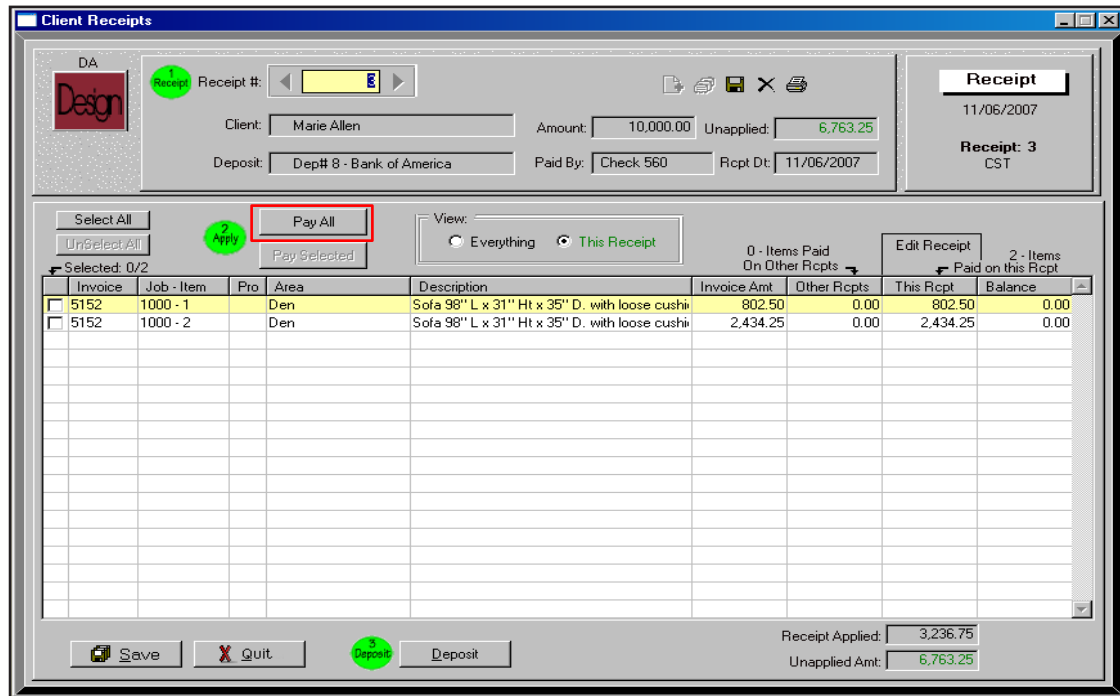 Client Receipts
DA
Design
1
Receipt
Receipt #: 3
Client: Marie Allen
Amount: 10,000.00 Unapplied: 6,763.25
Deposit: Dep# 8 - Bank of America
Paid By: Check 560 Rcpt Dt: 11/06/2007
Receipt
11/06/2007
Receipt: 3
CST
Select All
UnSelect All
Selected: 0/2
2
Apply
Pay All
Pay Selected
View:
Everything This Receipt
0 - Items Paid
On Other Rcpts
Edit Receipt
2 - Items
Paid on this Rcpt
Invoice Job - Item Pro Area Description Invoice Amt Other Rcpts This Rcpt Balance
5152 1000 - 1 Den Sofa 98" L x 31" Ht x 35" D. with loose cushi 802.50 0.00 802.50 0.00
5152 1000 - 2 Den Sofa 98" L x 31" Ht x 35" D. with loose cushi 2,434.25 0.00 2,434.25 0.00
Save Quit
3
Deposit
Deposit
Receipt Applied: 3,236.75
Unapplied Amt: 6,763.25